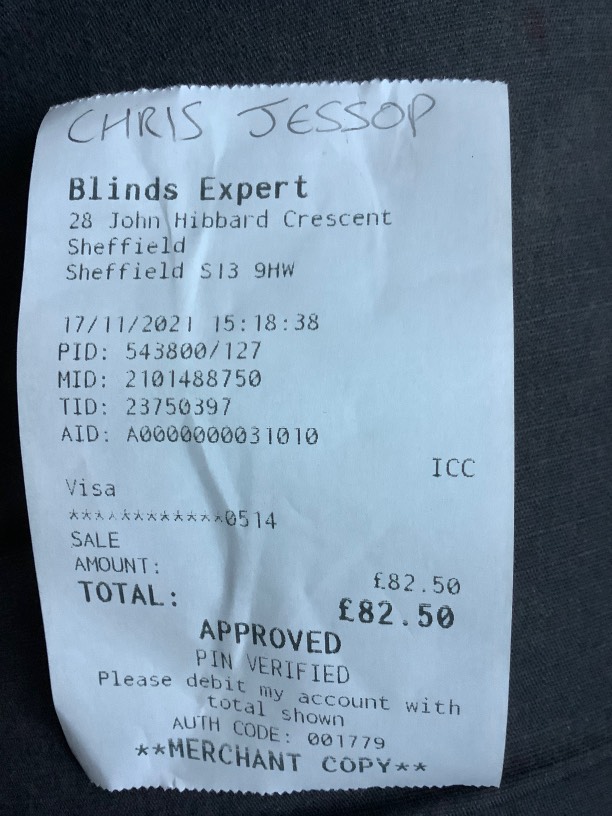 CHRIS JESSOP
Blinds Expert
28 John Hibbard Crescent
Sheffield
Sheffield S13 9HW
17/11/2021 15:18:38
PID: 543800/127
MID: 2101488750
TID: 23750397
AID: A0000000031010
ICC
Visa
************0514
SALE
AMOUNT: £82.50
TOTAL: £82.50
APPROVED
PIN VERIFIED
Please debit my account with
total shown
AUTH CODE: 001779
**MERCHANT COPY**